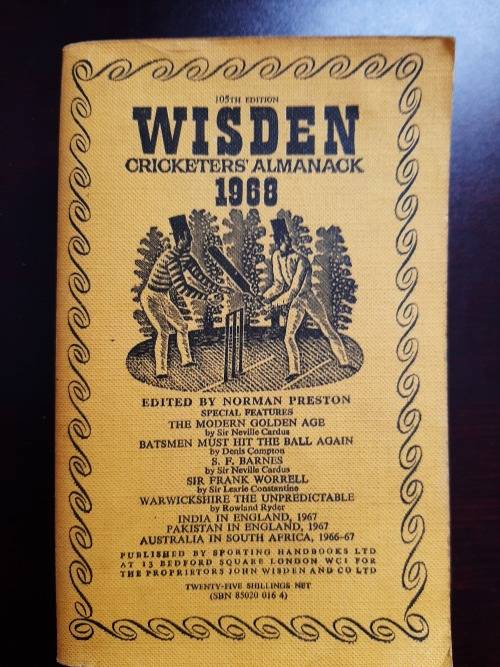 105TH EDITION
WISDEN
CRICKETERS' ALMANACK
1968
EDITED BY NORMAN PRESTON
SPECIAL FEATURES
THE MODERN GOLDEN AGE
by Sir Neville Cardus
BATSMEN MUST HIT THE BALL AGAIN
by Denis Compton
S. F. BARNES
by Sir Neville Cardus
SIR FRANK WORRELL
by Sir Learie Constantine
WARWICKSHIRE THE UNPREDICTABLE
by Rowland Ryder
INDIA IN ENGLAND, 1967
PAKISTAN IN ENGLAND, 1967
AUSTRALIA IN SOUTH AFRICA, 1966-67
PUBLISHED BY SPORTING HANDBOOKS LTD
AT 13 BEDFORD SQUARE LONDON WC1 FOR
THE PROPRIETORS JOHN WISDEN AND CO LTD
TWENTY-FIVE SHILLINGS NET
(SBN 85020 016 4)